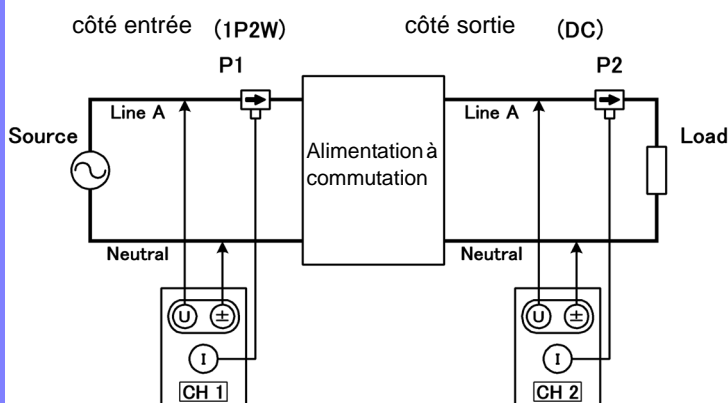 côté entrée (1P2W)
côté sortie (DC)
P1
P2
Line A
Line A
Source
Load
Alimentation à
commutation
Neutral
Neutral
U ±
U ±
I
I
CH 1
CH 2